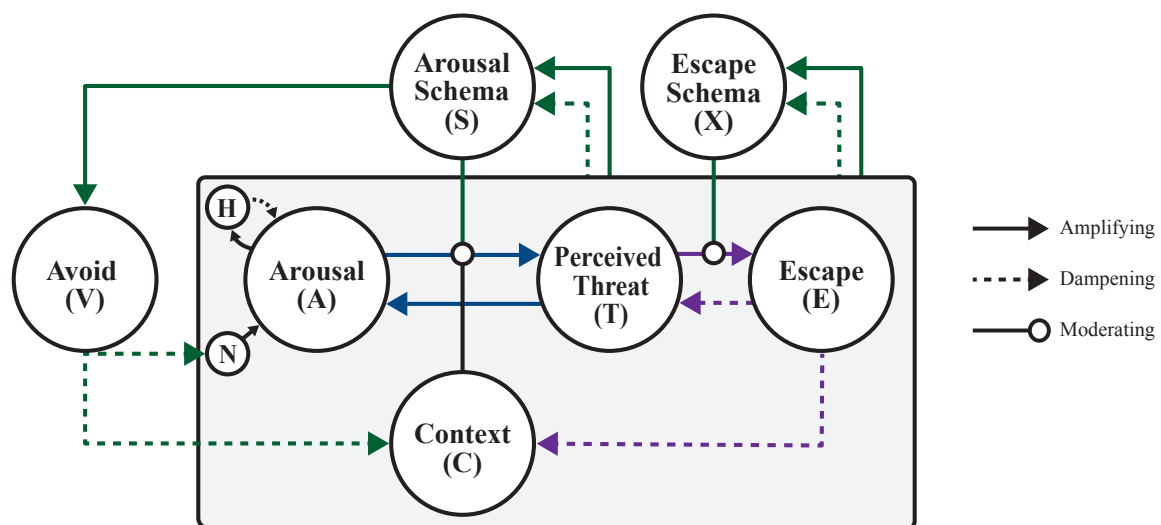 Arousal
Schema
(S)
Escape
Schema
(X)
H
Avoid
(V)
Arousal
(A)
Perceived
Threat
(T)
Escape
(E)
N
Context
(C)
Amplifying
Dampening
Moderating